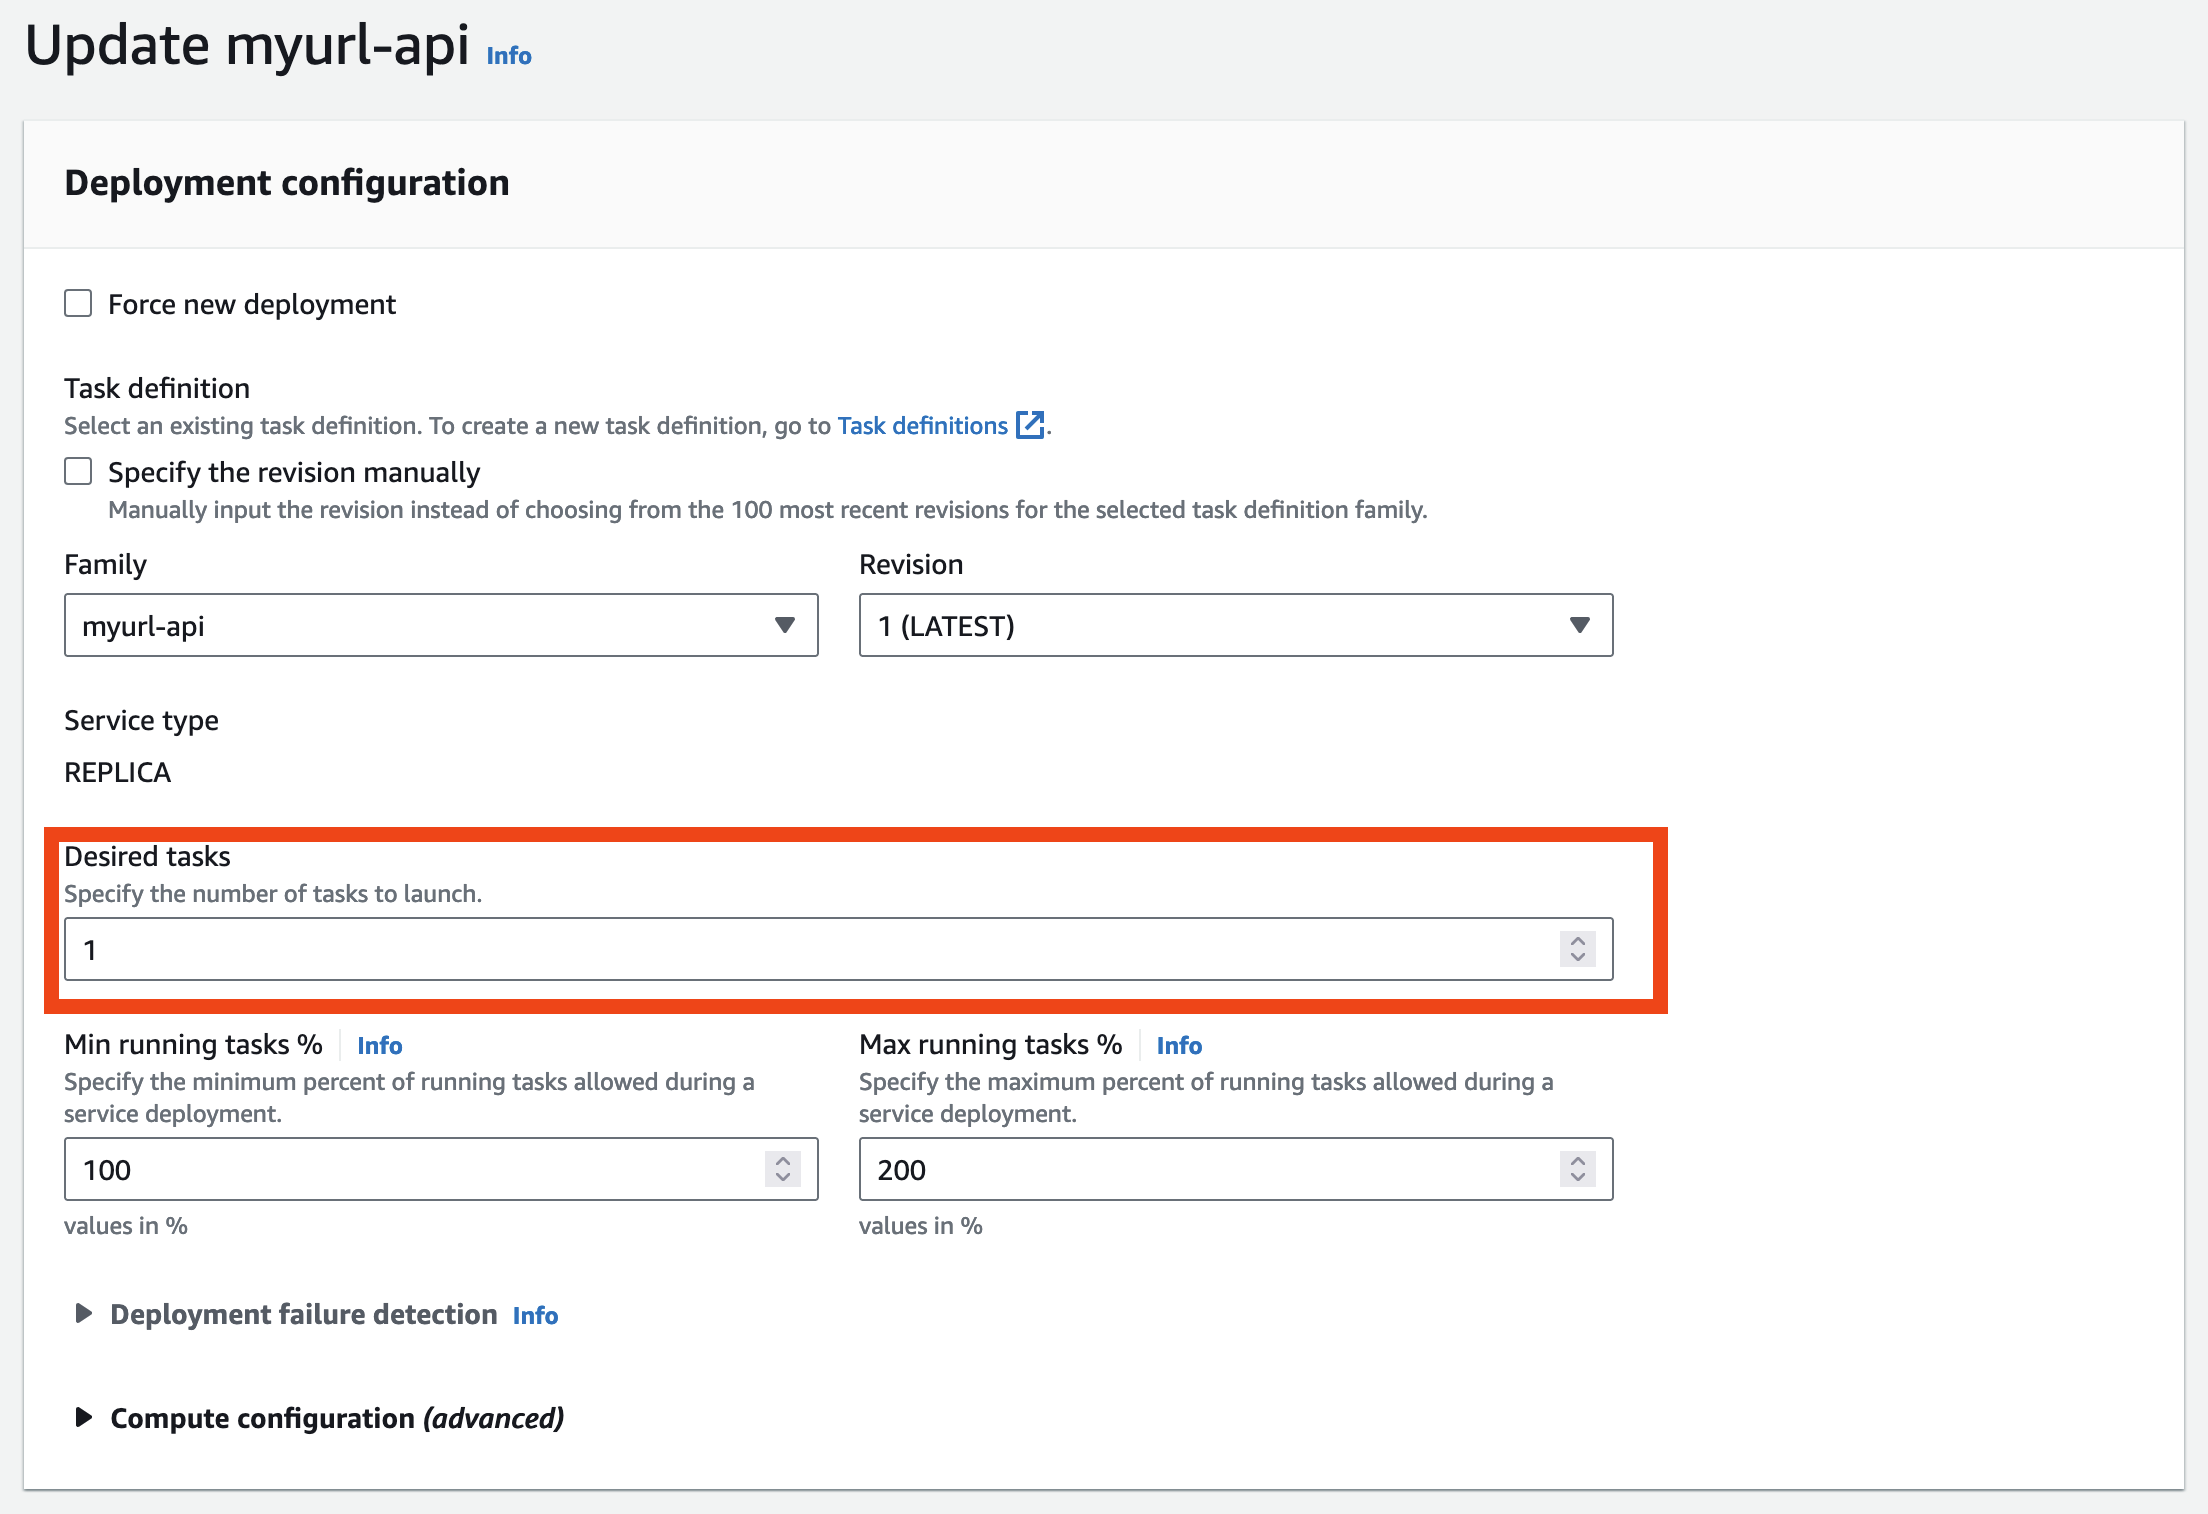 Update myurl-api Info
Deployment configuration
Force new deployment
Task definition
Select an existing task definition. To create a new task definition, go to Task definitions .
Specify the revision manually
Manually input the revision instead of choosing from the 100 most recent revisions for the selected task definition family.
Family
Revision
myurl-api
1 (LATEST)
Service type
REPLICA
Desired tasks
Specify the number of tasks to launch.
1
Min running tasks % Info
Specify the minimum percent of running tasks allowed during a
service deployment.
100
values in %
Max running tasks % Info
Specify the maximum percent of running tasks allowed during a
service deployment.
200
values in %
Deployment failure detection Info
Compute configuration (advanced)